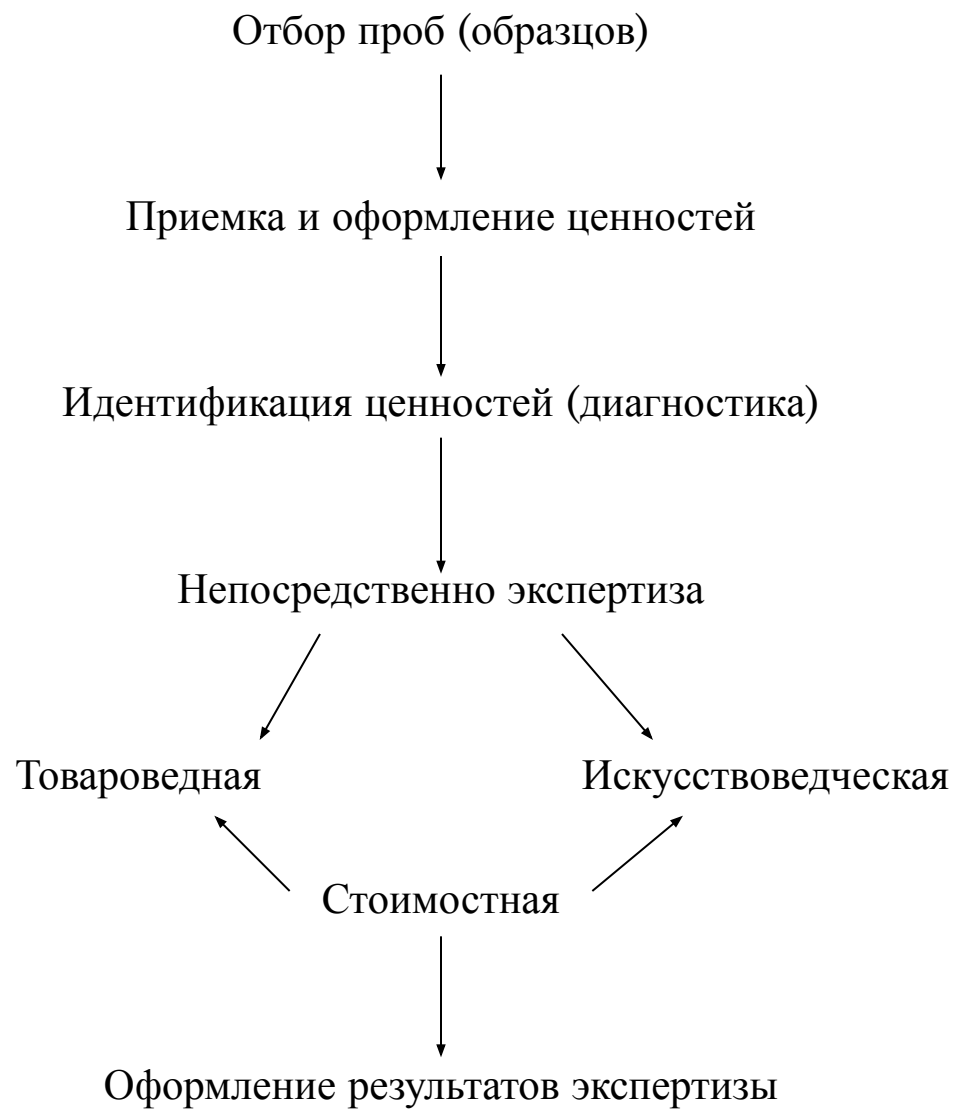 Отбор проб (образцов)
Приемка и оформление ценностей
Идентификация ценностей (диагностика)
Непосредственно экспертиза
Товароведная
Искусствоведческая
Стоимостная
Оформление результатов экспертизы